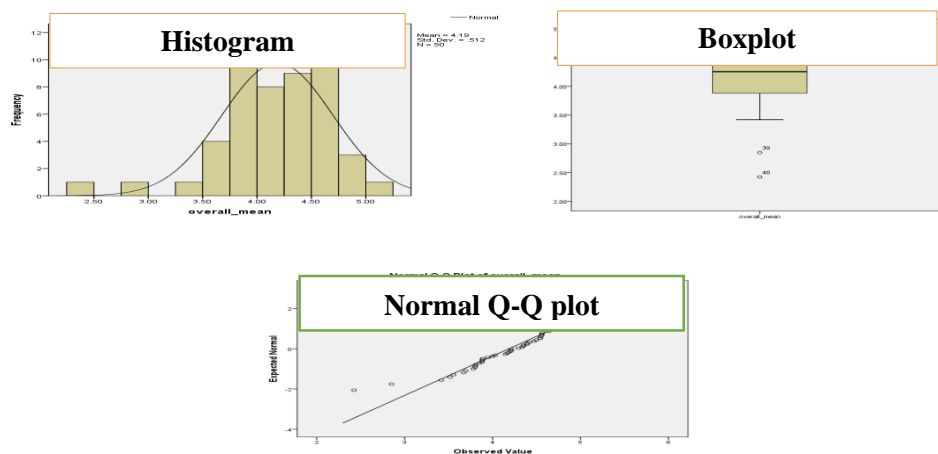 Normal
Histogram
Mean = 4.19
Std. Dev. = .512
N = 50
12
10
8
6
4
2
0
Frequency
2.50 3.00 3.50 4.00 4.50 5.00
overall_mean
Boxplot
4.00
3.50
3.00
2.50
2.00
39
40
overall_mean
Normal Q-Q plot
2
0
-2
-4
Expected Normal
2 3 4 5 6
Observed Value